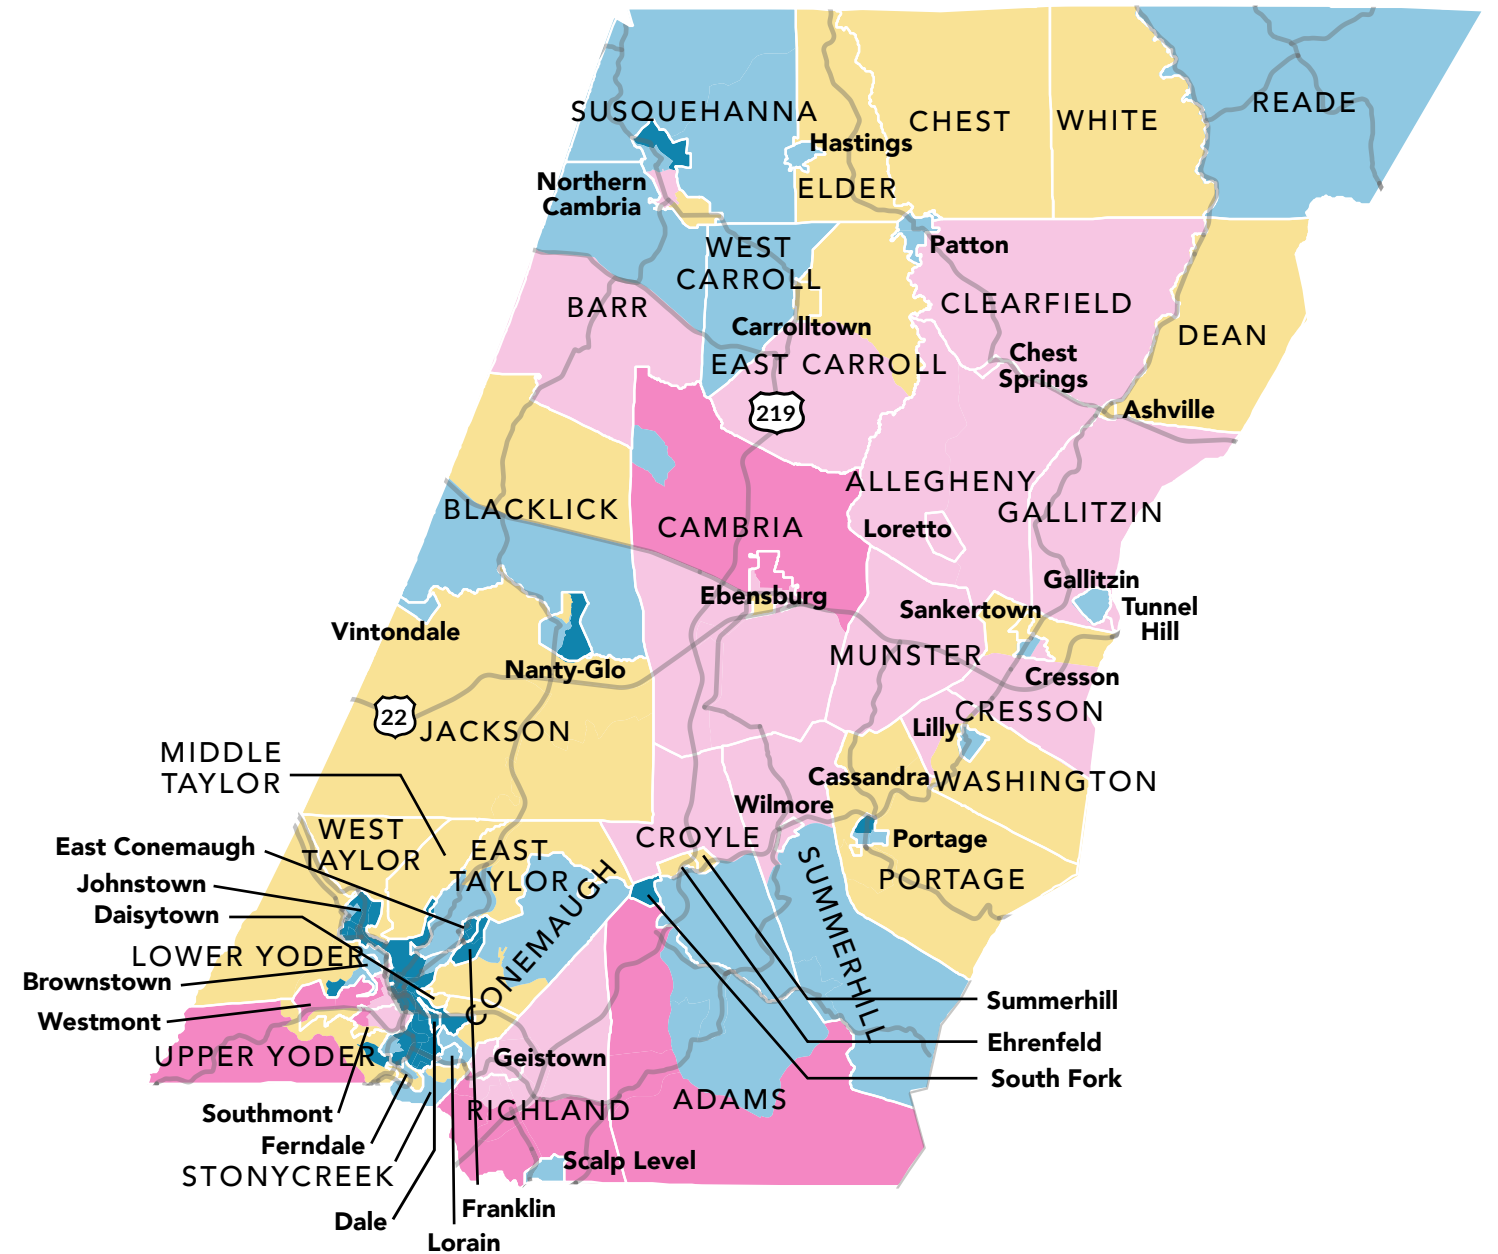 SUSQUEHANNA
CHEST
WHITE
READE
Hastings
ELDER
Northern
Cambria
WEST
CARROLL
Patton
BARR
CLEARFIELD
Carrolltown
DEAN
EAST CARROLL
Chest
Springs
219
Ashville
ALLEGHENY
BLACKLICK
GALLITZIN
CAMBRIA
Loretto
Gallitzin
Ebensburg
Sankertown
Tunnel
Hill
Vintondale
MUNSTER
Nanty-Glo
Cresson
22
JACKSON
CRESSON
Lilly
MIDDLE
TAYLOR
Cassandra
WASHINGTON
Wilmore
WEST
TAYLOR
CROYLE
Portage
East Conemaugh
EAST
TAYLOR
Johnstown
PORTAGE
Daisytown
CONEMAUGH
SUMMERHILL
LOWER YODER
Brownstown
Summerhill
Westmont
Ehrenfeld
UPPER YODER
Geistown
South Fork
ADAMS
Southmont
RICHLAND
Ferndale
Scalp Level
STONYCREEK
Franklin
Dale
Lorain